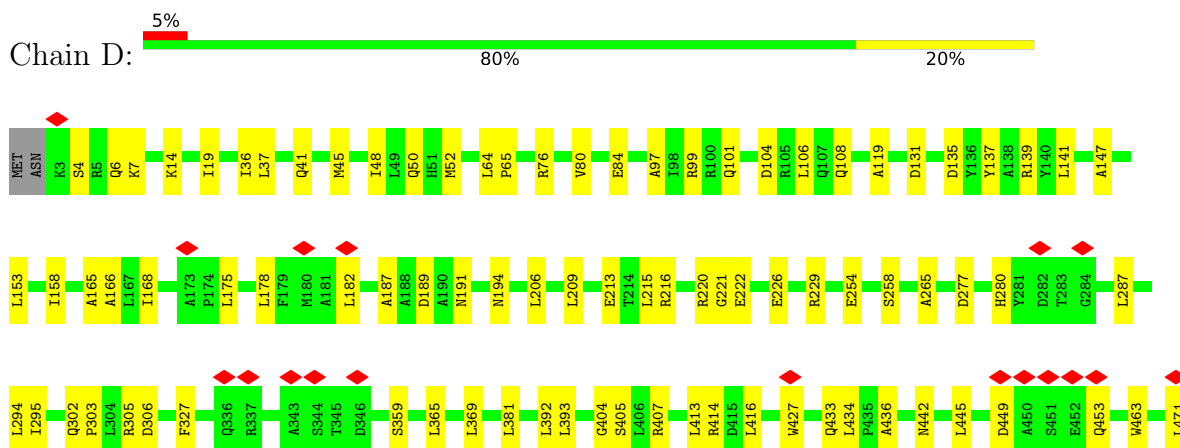 5%
Chain D:
80% 20%
MET ASN K3 S4 R5 Q6 K7 K14 I19 I36 L37 Q41 M45 I48 L49 Q50 H51 M52 L64 P65 R76 V80 E84 A97 I98 R99 R100 Q101 D104 R105 L106 Q107 Q108 A119 D131 D135 Y136 Y137 A138 R139 Y140 L141 A147
L153 I158 A165 A166 L167 I168 A173 P174 L175 L178 F179 M180 A181 L182 A187 A188 D189 A190 N191 N194 L206 L209 E213 T214 L215 R216 R220 G221 E222 E226 R229 E254 S258 A265 D277 H280 Y281 D282 T283 G284 L287
L294 I295 Q302 P303 L304 R305 D306 F327 Q336 R337 A343 S344 T345 D346 S359 L365 L369 L381 L392 L393 G404 S405 L406 R407 L413 R414 D415 L416 W427 Q433 L434 P435 A436 N442 L445 D449 A450 S451 E452 Q453 W463 L471